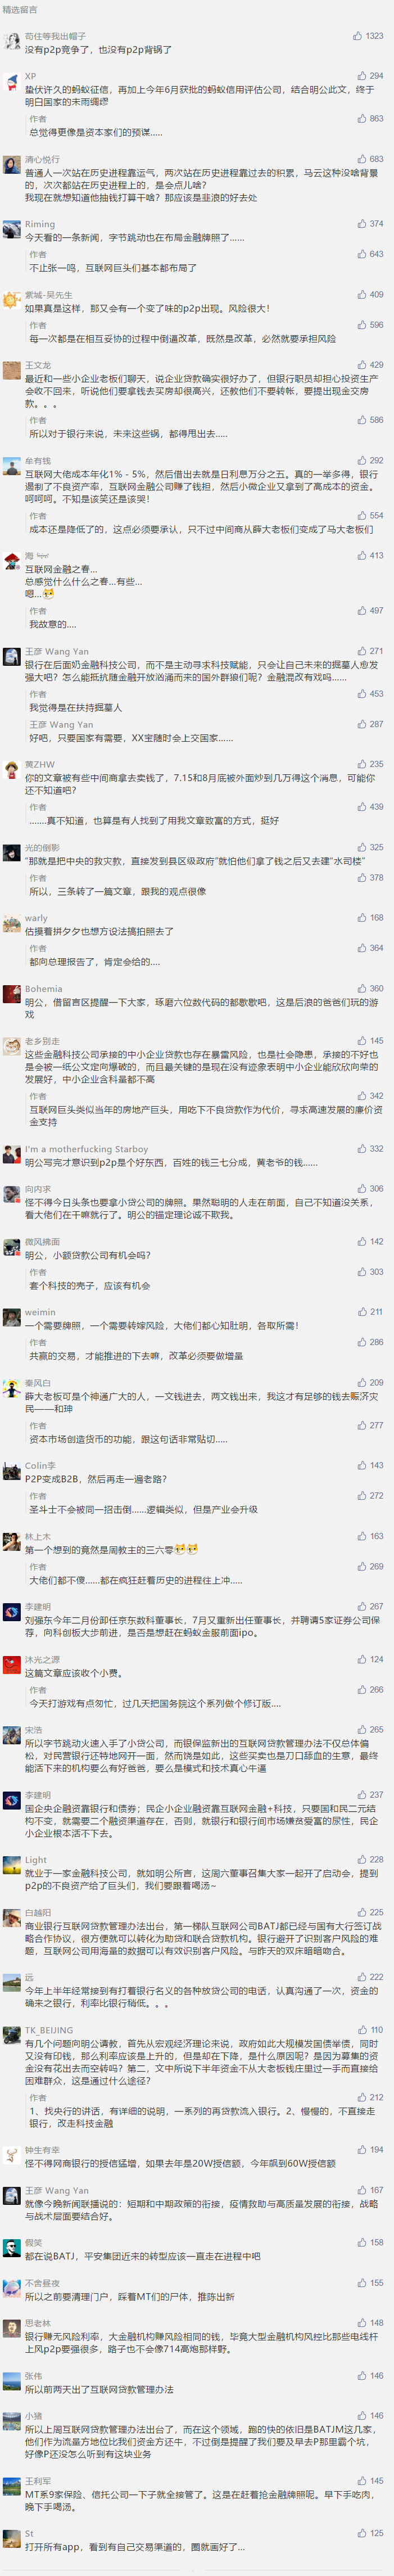 精选留言
苟住等我出帽子 1323
没有p2p竞争了，也没有p2p背锅了
XP 294
蛰伏许久的蚂蚁征信，再加上今年6月获批的蚂蚁信用评估公司，结合明公此文，终于
明白国家的未雨绸缪
作者 863
总觉得更像是资本家们的预谋.....
清心悦行 683
普通人一次站在历史进程靠运气，两次站在历史进程靠过去的积累，马云这种没啥背景
的，次次都站在历史进程上的，是会点儿啥？
我现在就想知道他抽钱打算干啥？那应该是韭浪的好去处
Riming 374
今天看的一条新闻，字节跳动也在布局金融牌照了......
作者 643
不止张一鸣，互联网巨头们基本都布局了
紫城-吴先生 409
如果真是这样，那又会有一个变了味的p2p出现。风险很大！
作者 596
每一次都是在相互妥协的过程中倒逼改革，既然是改革，必然就要承担风险
王文龙 429
最近和一些小企业老板们聊天，说企业贷款确实很好办了，但银行职员却担心投资生产
会收不回来，听说他们要拿钱去买房却很高兴，还教他们不要转帐，要提出现金交房
款。。。
作者 586
所以对于银行来说，未来这些锅，都得甩出去.....
牟有钱 292
互联网大佬成本年化1% - 5%，然后借出去就是日利息万分之五。真的一举多得，银行
遏制了不良资产率，互联网金融公司赚了钱担，然后小微企业又拿到了高成本的资金。
呵呵呵。不知是该笑还是该哭！
作者 554
成本还是降低了的，这点必须要承认，只不过中间商从薛大老板们变成了马大老板们
海 413
互联网金融之春...
总感觉什么什么之春...有些...
嗯...
作者 497
我故意的....
王彦 Wang Yan 271
银行在后面奶金融科技公司，而不是主动寻求科技赋能，只会让自己未来的掘墓人愈发
强大吧？怎么能抵抗随金融开放汹涌而来的国外群狼们呢？金融混改有戏吗......
作者 453
我觉得是在扶持掘墓人
王彦 Wang Yan 287
好吧，只要国家有需要，XX宝随时会上交国家......
黄ZHW 235
你的文章被有些中间商拿去卖钱了，7.15和8月底被外面炒到几万得这个消息，可能你
还不知道吧？
作者 439
.......真不知道，也算是有人找到了用我文章致富的方式，挺好
光的倒影 325
“那就是把中央的救灾款，直接发到县区级政府”就怕他们拿了钱之后又去建“水司楼”
作者 378
所以，三条转了一篇文章，跟我的观点很像
warly 168
估摸着拼夕夕也想方设法搞拍照去了
作者 364
都向总理报告了，肯定会给的....
Bohemia 360
明公，借留言区提醒一下大家，琢磨六位数代码的都歇歇吧，这是后浪的爸爸们玩的游
戏
老乡别走 145
这些金融科技公司承接的中小企业贷款也存在暴雷风险，也是社会隐患，承接的不好也
是会被一纸公文定向爆破的，而且最关键的是现在没有迹象表明中小企业能欣欣向荣的
发展好，中小企业含科量都不高
作者 342
互联网巨头类似当年的房地产巨头，用吃下不良贷款作为代价，寻求高速发展的廉价资
金支持
I'm a motherfucking Starboy 332
明公写完才意识到p2p是个好东西，百姓的钱三七分成，黄老爷的钱......
向内求 306
怪不得今日头条也要拿小贷公司的牌照。果然聪明的人走在前面，自己不知道没关系，
看大佬们在干嘛就行了。明公的锚定理论诚不欺我。
微风拂面 142
明公，小额贷款公司有机会吗？
作者 303
套个科技的壳子，应该有机会
weimin 211
一个需要牌照，一个需要转嫁风险，大佬们都心知肚明，各取所需！
作者 286
共赢的交易，才能推进的下去嘛，改革必须要做增量
秦风白 209
薛大老板可是个神通广大的人，一文钱进去，两文钱出来，我这才有足够的钱去赈济灾
民——和珅
作者 277
资本市场创造货币的功能，跟这句话非常贴切.....
Colin李 143
P2P变成B2B，然后再走一遍老路？
作者 272
圣斗士不会被同一招击倒......逻辑类似，但是产业会升级
林上木 163
第一个想到的竟然是周教主的三六零
作者 269
大佬们都不傻......都在疯狂赶着历史的进程往上冲.....
李建明 267
刘强东今年二月份卸任京东数科董事长，7月又重新出任董事长，并聘请5家证券公司保
荐，向科创板大步前进，是否是想赶在蚂蚁金服前面ipo。
沐光之源 124
这篇文章应该收个小费。
作者 266
今天打游戏有点匆忙，过几天把国务院这个系列做个修订版....
宋浩 265
所以字节跳动火速入手了小贷公司，而银保监新出的互联网贷款管理办法不仅总体偏
松，对民营银行还特地网开一面，然而饶是如此，这些买卖也是刀口舔血的生意，最终
能活下来的机构要么有好爸爸，要么是模式和技术真心牛逼
李建明 237
国企央企融资靠银行和债券；民企小企业融资靠互联网金融+科技，只要国和民二元结
构不变，就需要二个融资渠道存在，否则，就银行和银行间市场嫌贫爱富的尿性，民企
小企业根本活不下去。
Light 228
就业于一家金融科技公司，就如明公所言，这周六董事召集大家一起开了启动会，提到
p2p的不良资产给了巨头们，我们要跟着喝汤~
白越阳 225
商业银行互联网贷款管理办法出台，第一梯队互联网公司BATJ都已经与国有大行签订战
略合作协议，很方便就可以转化为助贷和联合贷款机构。银行避开了识别客户风险的难
题，互联网公司用海量的数据可以有效识别客户风险。与昨天的双床暗暗吻合。
远 222
今年上半年经常接到有打着银行名义的各种放贷公司的电话，认真沟通了一次，资金的
确来之银行，利率比银行稍低。。。
TK_BEIJING 110
有几个问题向明公请教，首先从宏观经济理论来说，政府如此大规模发国债举债，同时
又没有印钱，那么利率应该是上升的，但是却在下降，是什么原因呢？是因为募集的资
金没有花出去而空转吗？第二，文中所说下半年资金不从大老板钱庄里过一手而直接给
困难群众，这是通过什么途径？
作者 212
1、找央行的讲话，有详细的说明，一系列的再贷款流入银行。2、慢慢的，不直接走
银行，改走科技金融
钟生有幸 194
怪不得网商银行的授信猛增，如果去年是20W授信额，今年飙到60W授信额
王彦 Wang Yan 167
就像今晚新闻联播说的：短期和中期政策的衔接，疫情救助与高质量发展的衔接，战略
与战术层面要结合好。
假笑 158
都在说BATJ，平安集团近来的转型应该一直走在进程中吧
不舍昼夜 155
所以之前要清理门户，踩着MT们的尸体，推陈出新
思老林 148
银行赚无风险利率，大金融机构赚风险相同的钱，毕竟大型金融机构风控比那些电线杆
上风p2p要强很多，路子也不会像714高炮那样野。
张伟 146
所以前两天出了互联网贷款管理办法
小猪 146
所以上周互联网贷款管理办法出台了，而在这个领域，跑的快的依旧是BATJM这几家，
他们作为流量方地位比我们资金方还牛，不过倒是提醒了我们要及早去P那里霸个坑，
好像P还没怎么听到有这块业务
王利军 145
MT系9家保险、信托公司一下子就全接管了。这是在赶着抢金融牌照呢。早下手吃肉，
晚下手喝汤。
St 125
打开所有app，看到有自己交易渠道的，圈就画好了...